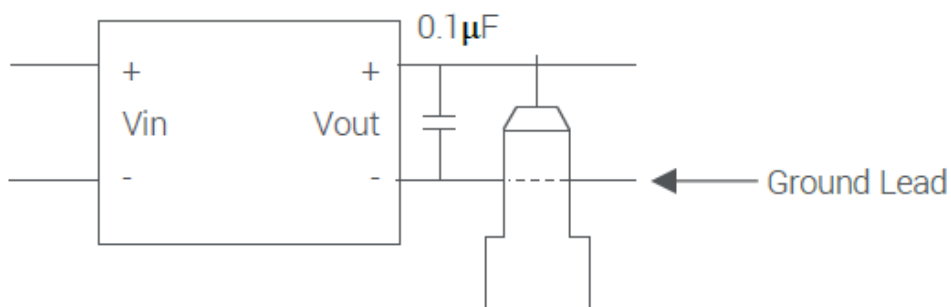 0.1μF
+ +
Vin Vout
- -
Ground Lead